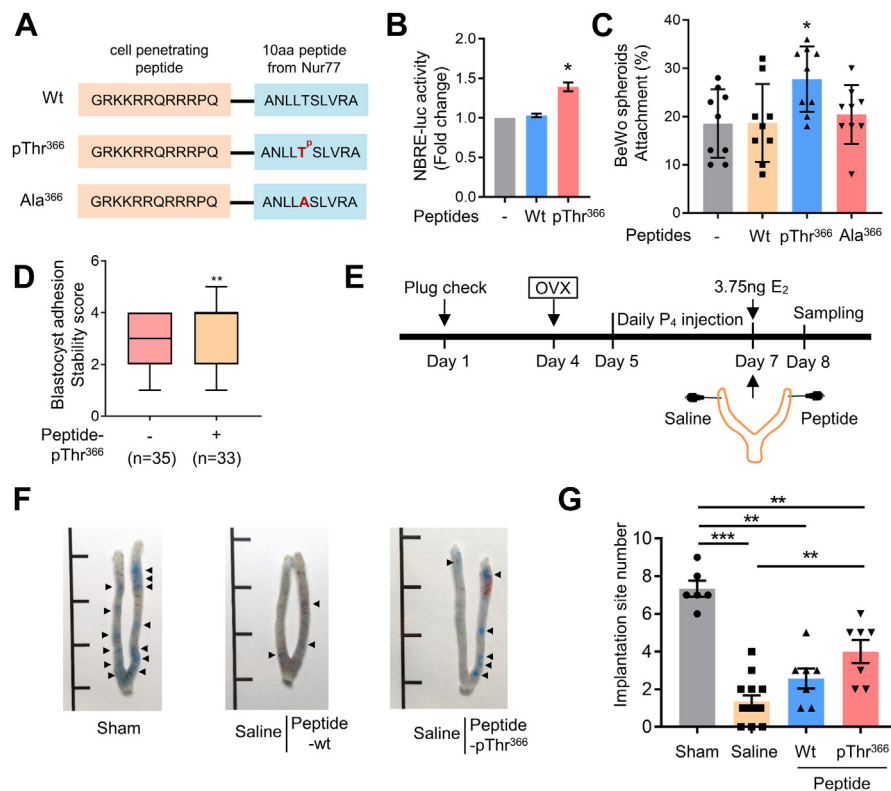 A
cell penetrating
peptide
10aa peptide
from Nur77
Wt
GRKKRRQRRRPQ
ANLLTSLVRA
pThr366
GRKKRRQRRRPQ
ANLLTpSLVRA
Ala366
GRKKRRQRRRPQ
ANLLASLVRA
B
NBRE-luc activity
(Fold change)
2.0
1.5
1.0
0.5
0.0
*
Peptides
- Wt pThr366
C
BeWo spheroids
Attachment (%)
40
30
20
10
0
*
Peptides
- Wt pThr366 Ala366
D
Blastocyst adhesion
Stability score
6
4
2
0
**
Peptide-
pThr366
- +
(n=35) (n=33)
E
Plug check
OVX
3.75ng E2
Daily P4 injection
Sampling
Day 1 Day 4 Day 5 Day 7 Day 8
Saline
Peptide
F
Sham
Saline
Peptide
-wt
Saline
Peptide
-pThr366
G
Implantation site number
10
8
6
4
2
0
**
**
***
**
Sham Saline Wt pThr366
Peptide